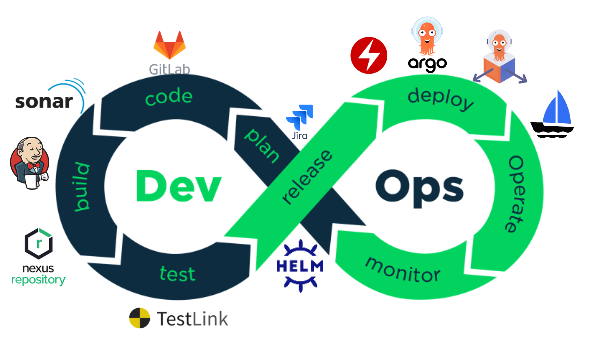 GitLab
argo
sonar
code
deploy
Jira
plan
build
Dev
release
Ops
Operate
r
nexus
repository
test
HELM
monitor
TestLink